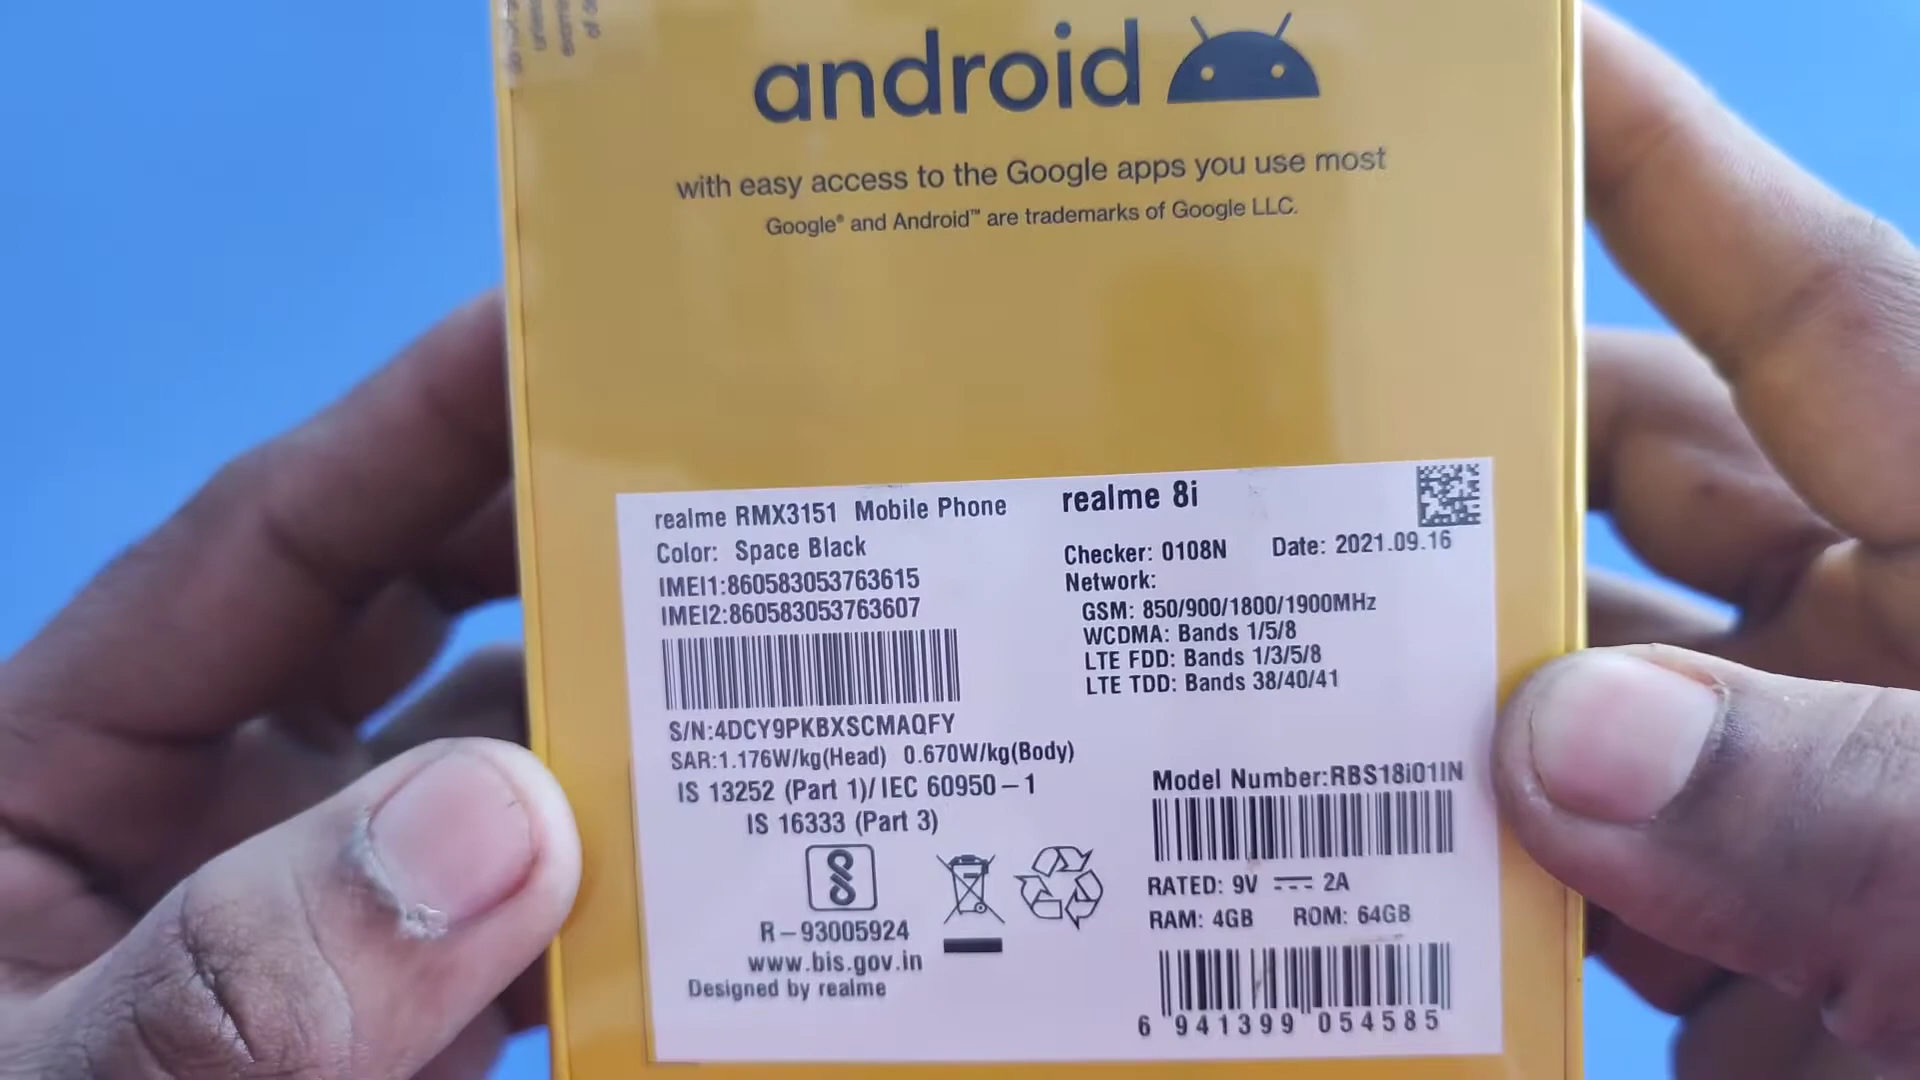 android
with easy access to the Google apps you use most
Google® and Android™ are trademarks of Google LLC.
realme RMX3151 Mobile Phone
Color: Space Black
IMEI1:860583053763615
IMEI2:860583053763607
S/N:4DCY9PKBXSCMAQFY
SAR:1.176W/kg(Head) 0.670W/kg(Body)
IS 13252 (Part 1)/ IEC 60950-1
IS 16333 (Part 3)
R-93005924
www.bis.gov.in
Designed by realme
realme 8i
Checker: 0108N Date: 2021.09.16
Network:
GSM: 850/900/1800/1900MHz
WCDMA: Bands 1/5/8
LTE FDD: Bands 1/3/5/8
LTE TDD: Bands 38/40/41
Model Number:RBS18i01IN
RATED: 9V ⎓ 2A
RAM: 4GB ROM: 64GB
6 941399 054585